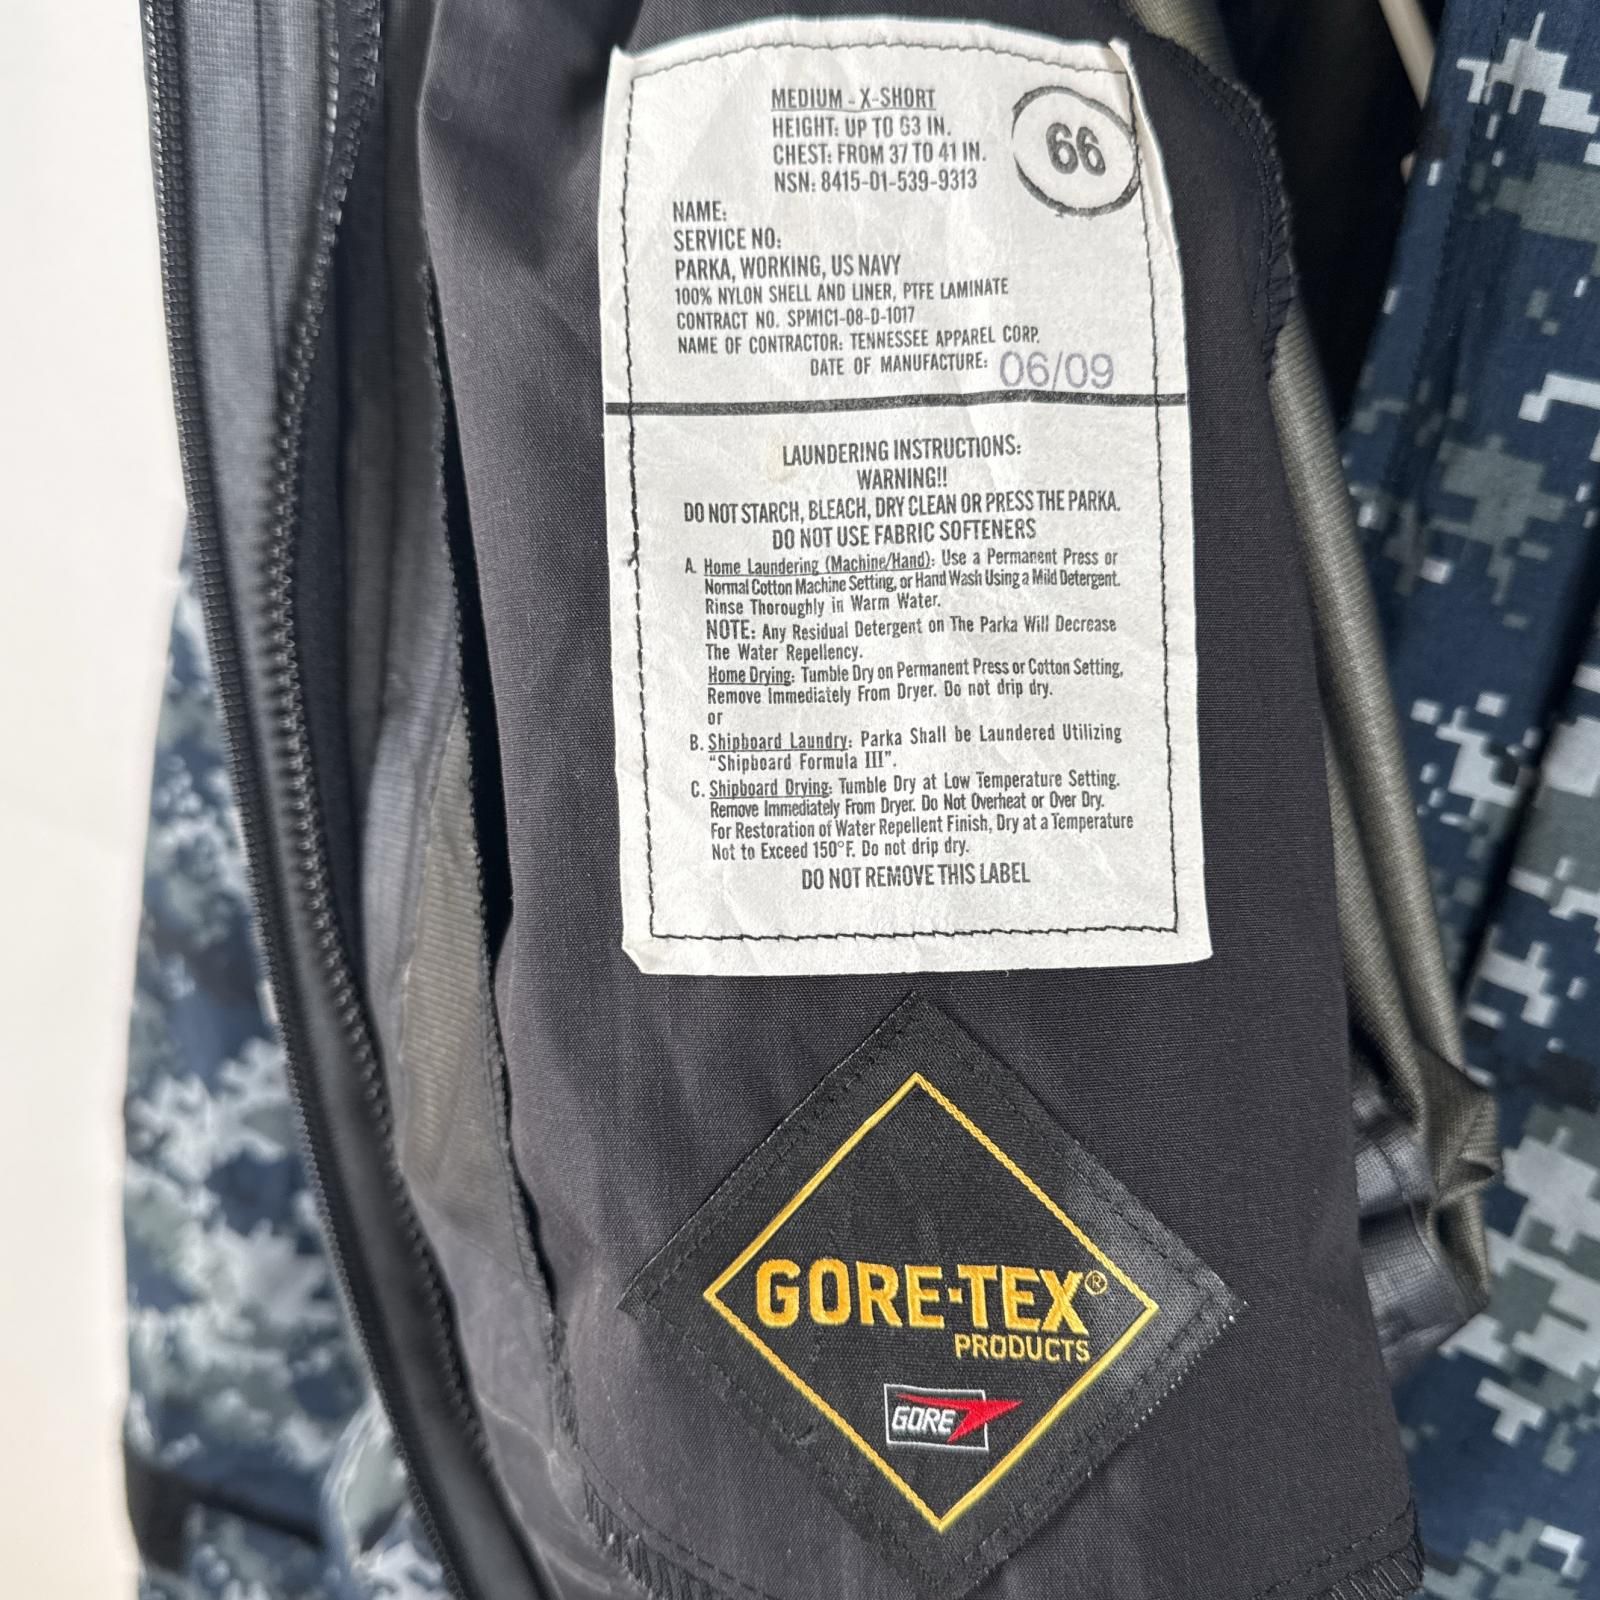 MEDIUM - X-SHORT
HEIGHT: UP TO 63 IN.
CHEST: FROM 37 TO 41 IN.
NSN: 8415-01-539-9313
66
NAME:
SERVICE NO:
PARKA, WORKING, US NAVY
100% NYLON SHELL AND LINER, PTFE LAMINATE
CONTRACT NO. SPM1C1-08-D-1017
NAME OF CONTRACTOR: TENNESSEE APPAREL CORP.
DATE OF MANUFACTURE: 06/09
LAUNDERING INSTRUCTIONS:
WARNING!!
DO NOT STARCH, BLEACH, DRY CLEAN OR PRESS THE PARKA.
DO NOT USE FABRIC SOFTENERS
A. Home Laundering (Machine/Hand): Use a Permanent Press or
Normal Cotton Machine Setting, or Hand Wash Using a Mild Detergent.
Rinse Thoroughly in Warm Water.
NOTE: Any Residual Detergent on The Parka Will Decrease
The Water Repellency.
Home Drying: Tumble Dry on Permanent Press or Cotton Setting,
Remove Immediately From Dryer. Do not drip dry.
or
B. Shipboard Laundry: Parka Shall be Laundered Utilizing
"Shipboard Formula III".
C. Shipboard Drying: Tumble Dry at Low Temperature Setting.
Remove Immediately From Dryer. Do Not Overheat or Over Dry.
For Restoration of Water Repellent Finish, Dry at a Temperature
Not to Exceed 150°F. Do not drip dry.
DO NOT REMOVE THIS LABEL
GORE-TEX®
PRODUCTS
GORE